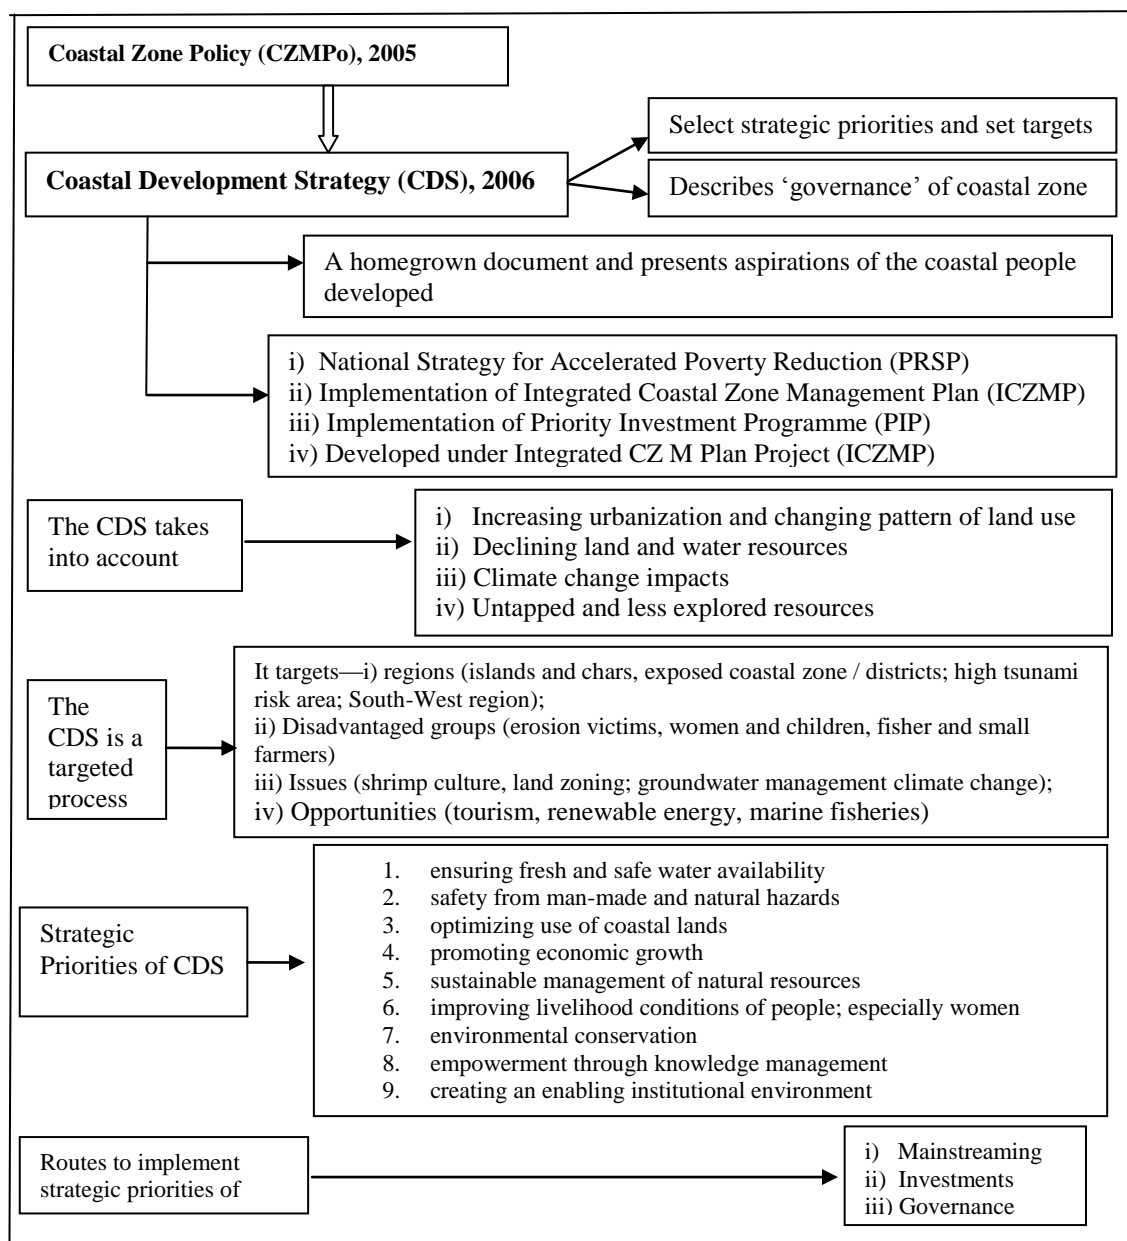 Coastal Zone Policy (CZMPo), 2005
Select strategic priorities and set targets
Coastal Development Strategy (CDS), 2006
Describes ‘governance’ of coastal zone
A homegrown document and presents aspirations of the coastal people
developed
i) National Strategy for Accelerated Poverty Reduction (PRSP)
ii) Implementation of Integrated Coastal Zone Management Plan (ICZMP)
iii) Implementation of Priority Investment Programme (PIP)
iv) Developed under Integrated CZ M Plan Project (ICZMP)
The CDS takes
into account
i) Increasing urbanization and changing pattern of land use
ii) Declining land and water resources
iii) Climate change impacts
iv) Untapped and less explored resources
The
CDS is a
targeted
process
It targets—i) regions (islands and chars, exposed coastal zone / districts; high tsunami
risk area; South-West region);
ii) Disadvantaged groups (erosion victims, women and children, fisher and small
farmers)
iii) Issues (shrimp culture, land zoning; groundwater management climate change);
iv) Opportunities (tourism, renewable energy, marine fisheries)
Strategic
Priorities of CDS
1. ensuring fresh and safe water availability
2. safety from man-made and natural hazards
3. optimizing use of coastal lands
4. promoting economic growth
5. sustainable management of natural resources
6. improving livelihood conditions of people; especially women
7. environmental conservation
8. empowerment through knowledge management
9. creating an enabling institutional environment
Routes to implement
strategic priorities of
i) Mainstreaming
ii) Investments
iii) Governance